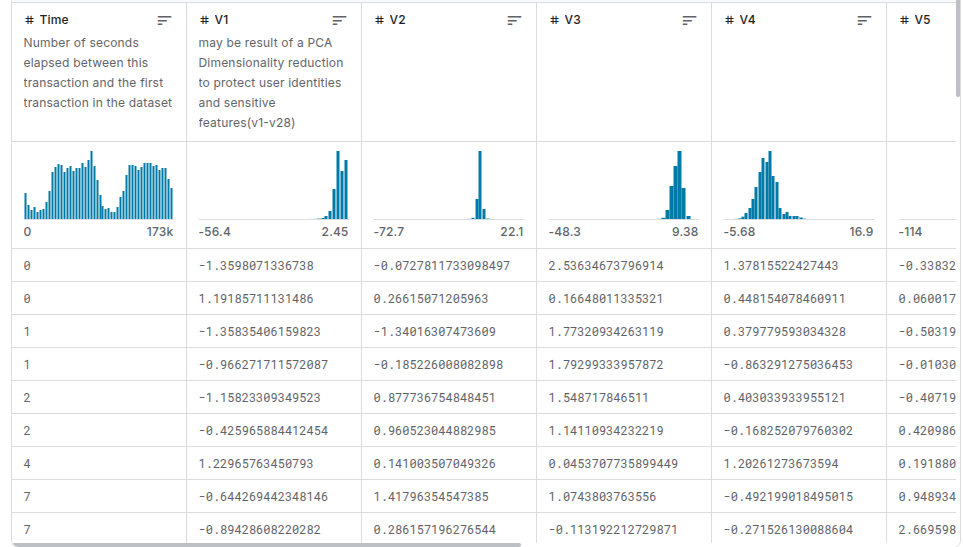 # Time # V1 # V2 # V3 # V4 # V5
Number of seconds
elapsed between this
transaction and the first
transaction in the dataset
may be result of a PCA
Dimensionality reduction
to protect user identities
and sensitive
features(v1-v28)
0 173k -56.4 2.45 -72.7 22.1 -48.3 9.38 -5.68 16.9 -114
0 -1.3598071336738 -0.0727811733098497 2.53634673796914 1.37815522427443 -0.33832
0 1.19185711131486 0.26615071205963 0.16648011335321 0.448154078460911 0.060017
1 -1.35835406159823 -1.34016307473609 1.77320934263119 0.379779593034328 -0.50319
1 -0.966271711572087 -0.185226008082898 1.79299333957872 -0.863291275036453 -0.01030
2 -1.15823309349523 0.877736754848451 1.548717846511 0.403033933955121 -0.40719
2 -0.425965884412454 0.960523044882985 1.14110934232219 -0.168252079760302 0.420986
4 1.22965763450793 0.141003507049326 0.0453707735899449 1.20261273673594 0.191880
7 -0.644269442348146 1.41796354547385 1.0743803763556 -0.492199018495015 0.948934
7 -0.89428608220282 0.286157196276544 -0.113192212729871 -0.271526130088604 2.669598